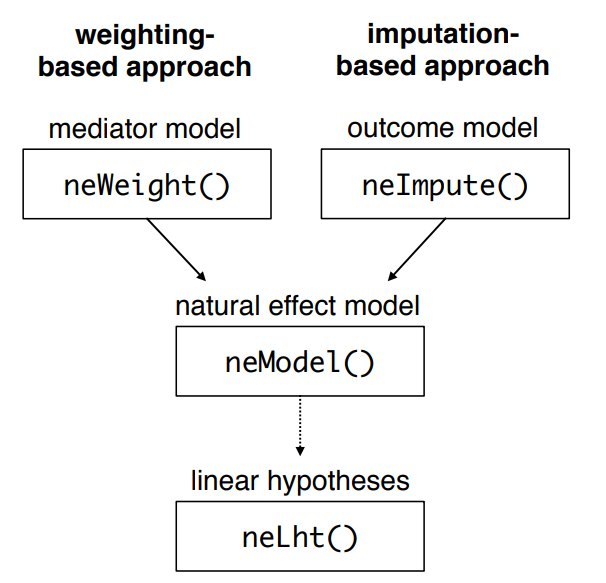 weighting-
based approach
imputation-
based approach
mediator model
outcome model
neWeight()
neImpute()
natural effect model
neModel()
linear hypotheses
neLht()